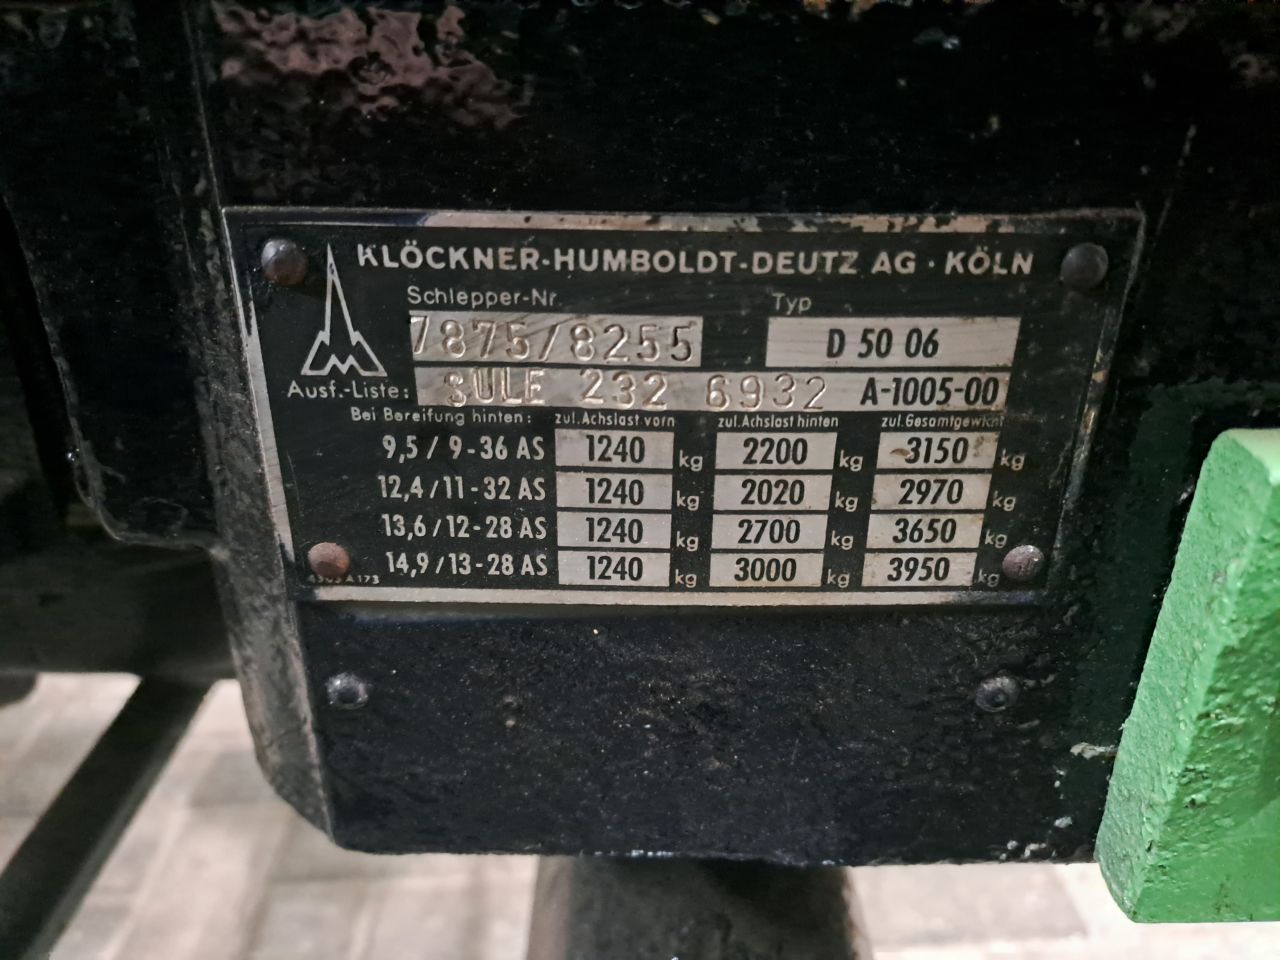 KLÖCKNER-HUMBOLDT-DEUTZ AG · KÖLN
Schlepper-Nr. Typ
7875/8255 D 50 06
Ausf.-Liste: SULE 232 6932 A-1005-00
Bei Bereifung hinten: zul. Achslast vorn zul. Achslast hinten zul. Gesamtgewicht
9,5 / 9-36 AS 1240 kg 2200 kg 3150 kg
12,4 / 11-32 AS 1240 kg 2020 kg 2970 kg
13,6 / 12-28 AS 1240 kg 2700 kg 3650 kg
14,9 / 13-28 AS 1240 kg 3000 kg 3950 kg
A 173